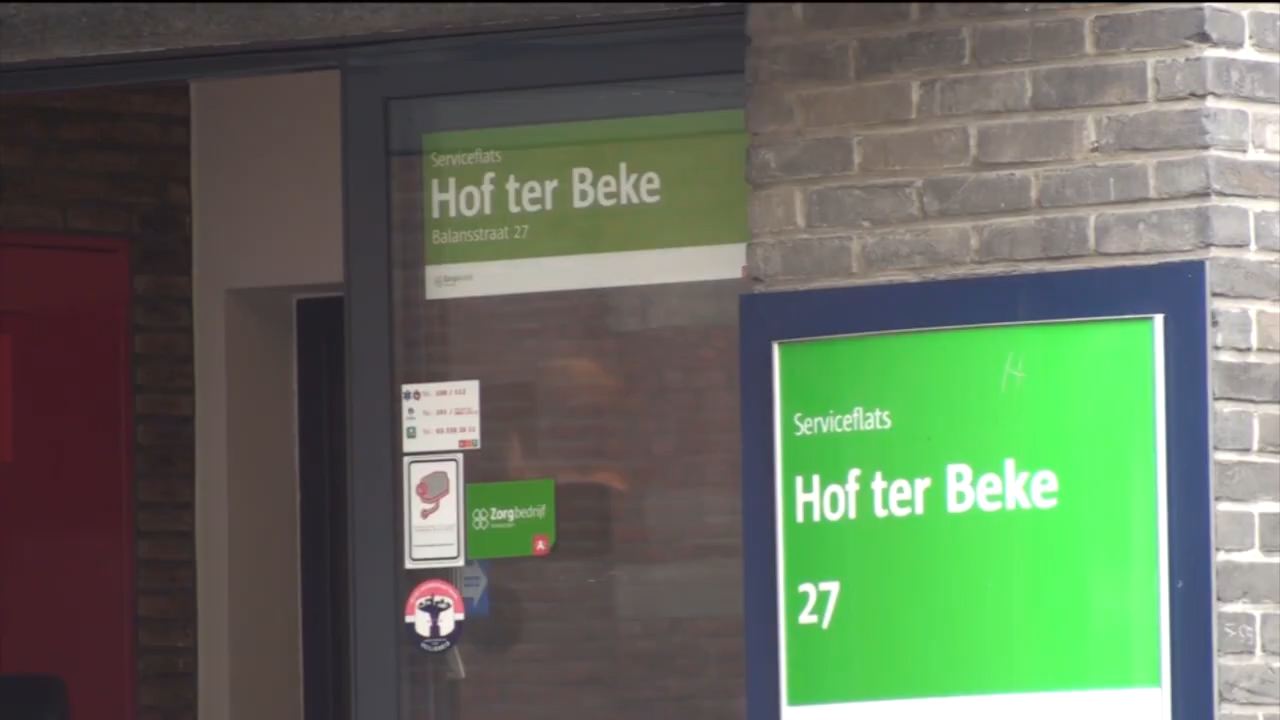 Serviceflats
Hof ter Beke
Balansstraat 27
Zorgbedrijf
Serviceflats
Hof ter Beke
27